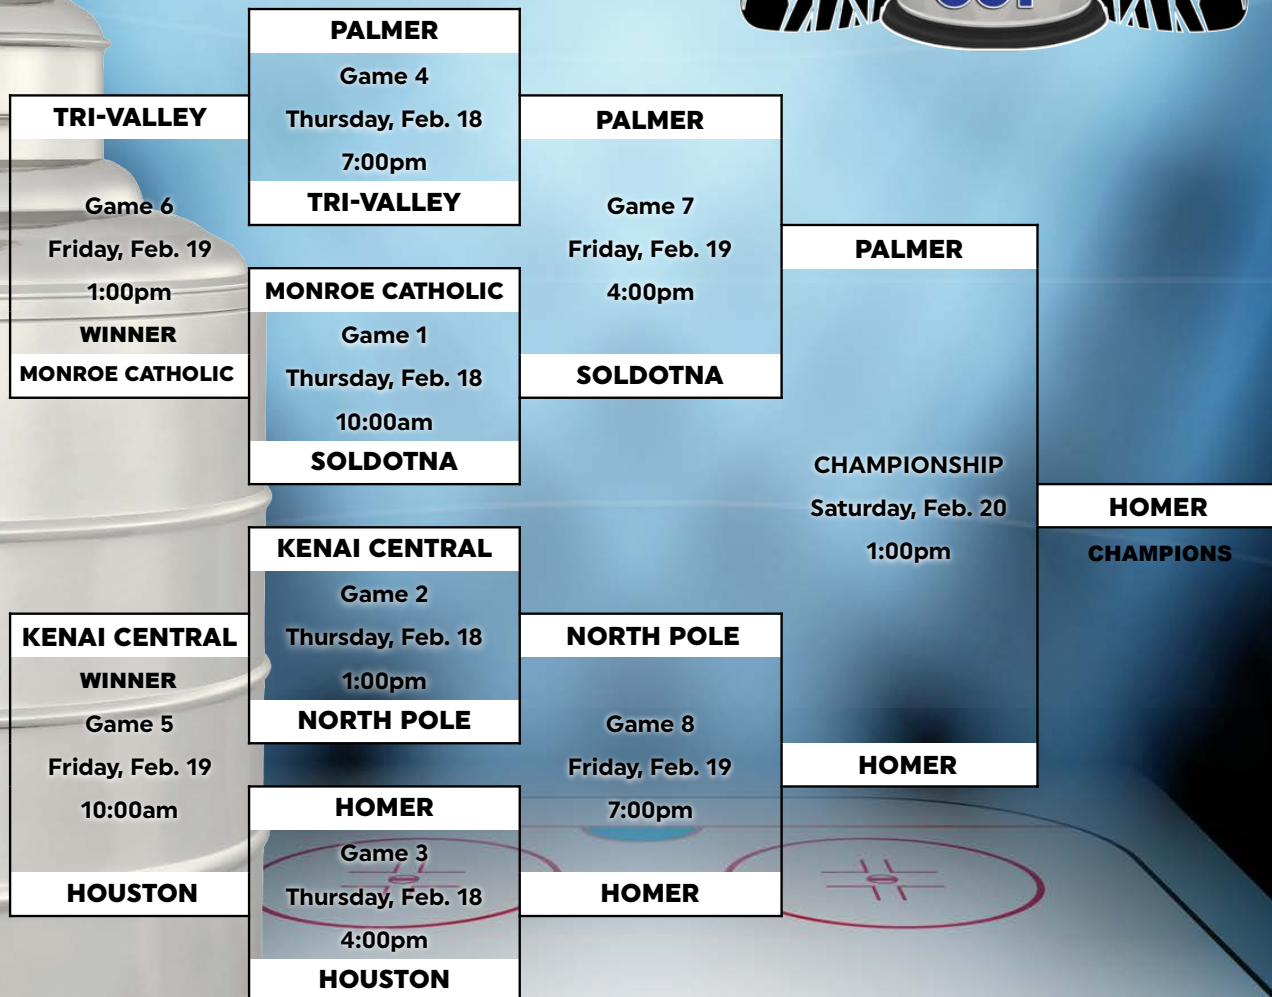 PALMER
Game 4
Thursday, Feb. 18
7:00pm
TRI-VALLEY
TRI-VALLEY
Game 6
Friday, Feb. 19
1:00pm
WINNER
MONROE CATHOLIC
MONROE CATHOLIC
Game 1
Thursday, Feb. 18
10:00am
SOLDOTNA
PALMER
Game 7
Friday, Feb. 19
4:00pm
SOLDOTNA
PALMER
CHAMPIONSHIP
Saturday, Feb. 20
1:00pm
HOMER
HOMER
CHAMPIONS
KENAI CENTRAL
Game 2
Thursday, Feb. 18
1:00pm
NORTH POLE
KENAI CENTRAL
WINNER
Game 5
Friday, Feb. 19
10:00am
HOUSTON
HOMER
Game 3
Thursday, Feb. 18
4:00pm
HOUSTON
NORTH POLE
Game 8
Friday, Feb. 19
7:00pm
HOMER